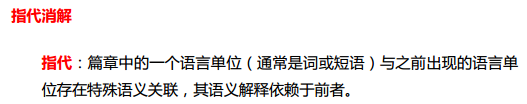 指代消解
指代：篇章中的一个语言单位（通常是词或短语）与之前出现的语言单
位存在特殊语义关联，其语义解释依赖于前者。